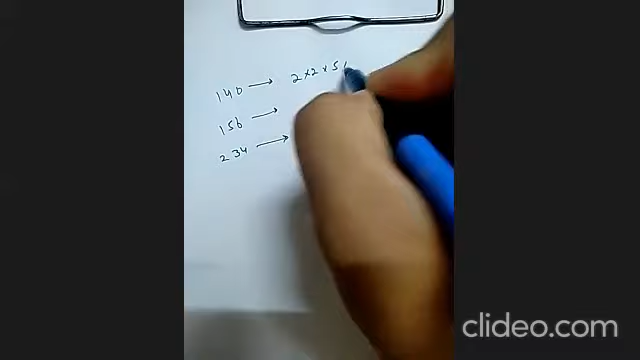 140 → 2 × 2 × 5
156 →
234 →
clideo.com